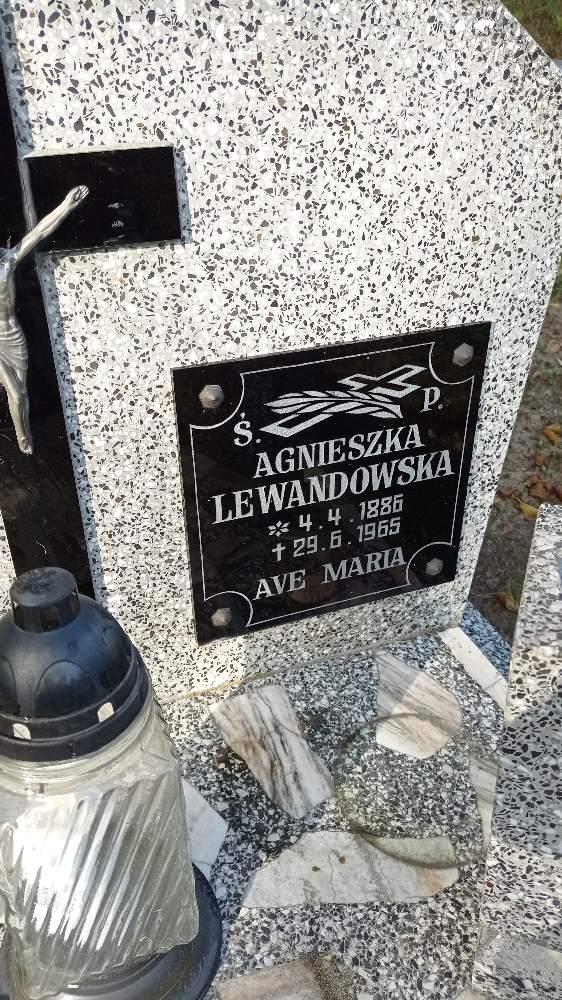 Ś. P.
AGNIESZKA
LEWANDOWSKA
* 4.4.1886
† 29.6.1965
AVE MARIA